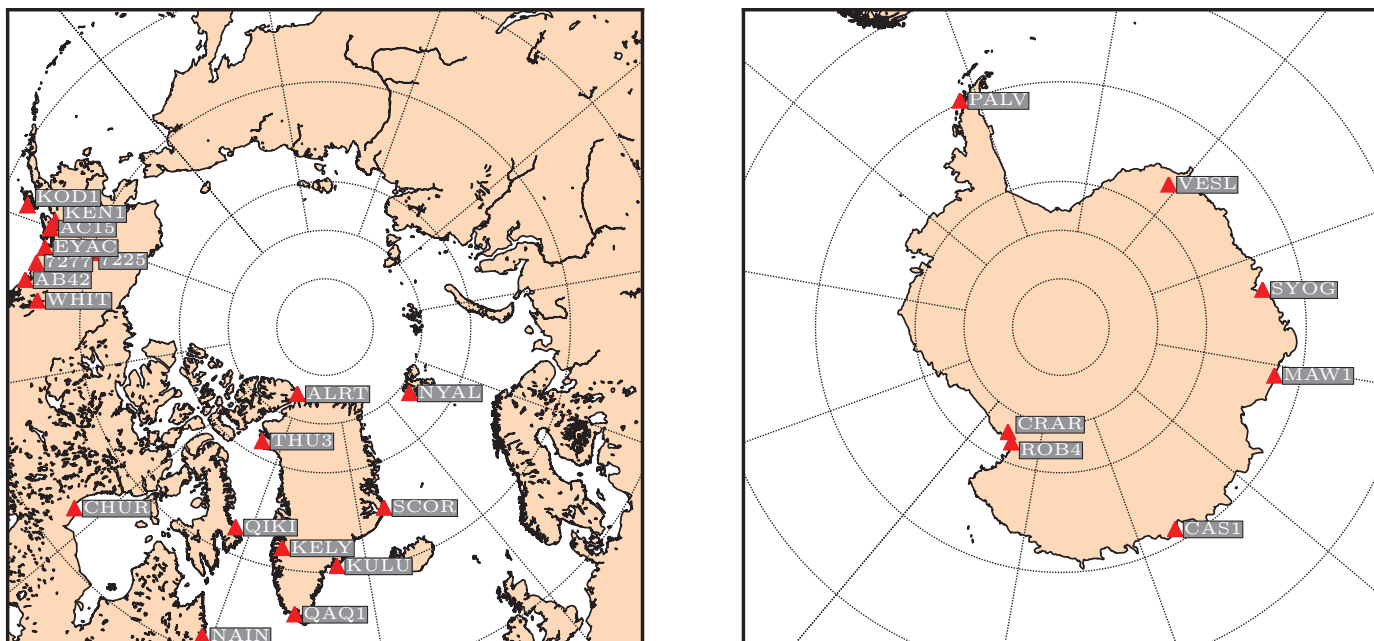 KOD1
KEN1
AC15
EYAC
7277 7225
AB42
WHIT
ALRT
NYAL
THU3
CHUR
SCOR
QIKI
KELY
KULU
QAQ1
NAIN
PALV
VESL
SYOG
MAW1
CRAR
ROB4
CAS1